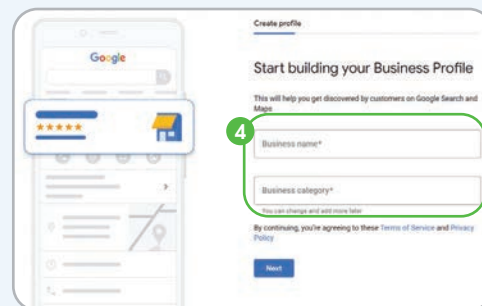 Google
Create profile
Start building your Business Profile
This will help you get discovered by customers on Google Search and
Maps
4
Business name*
Business category*
You can change and add more later
By continuing, you're agreeing to these Terms of Service and Privacy
Policy
Next